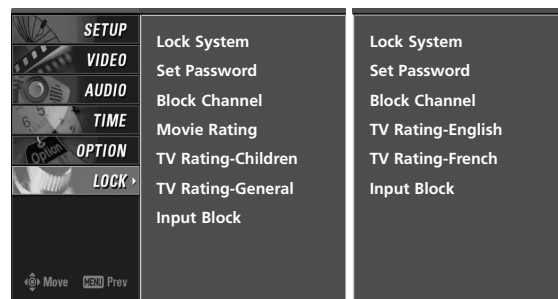 SETUP
VIDEO
AUDIO
TIME
Option
OPTION
LOCK
Move
MENU Prev
Lock System
Set Password
Block Channel
Movie Rating
TV Rating-Children
TV Rating-General
Input Block
Lock System
Set Password
Block Channel
TV Rating-English
TV Rating-French
Input Block